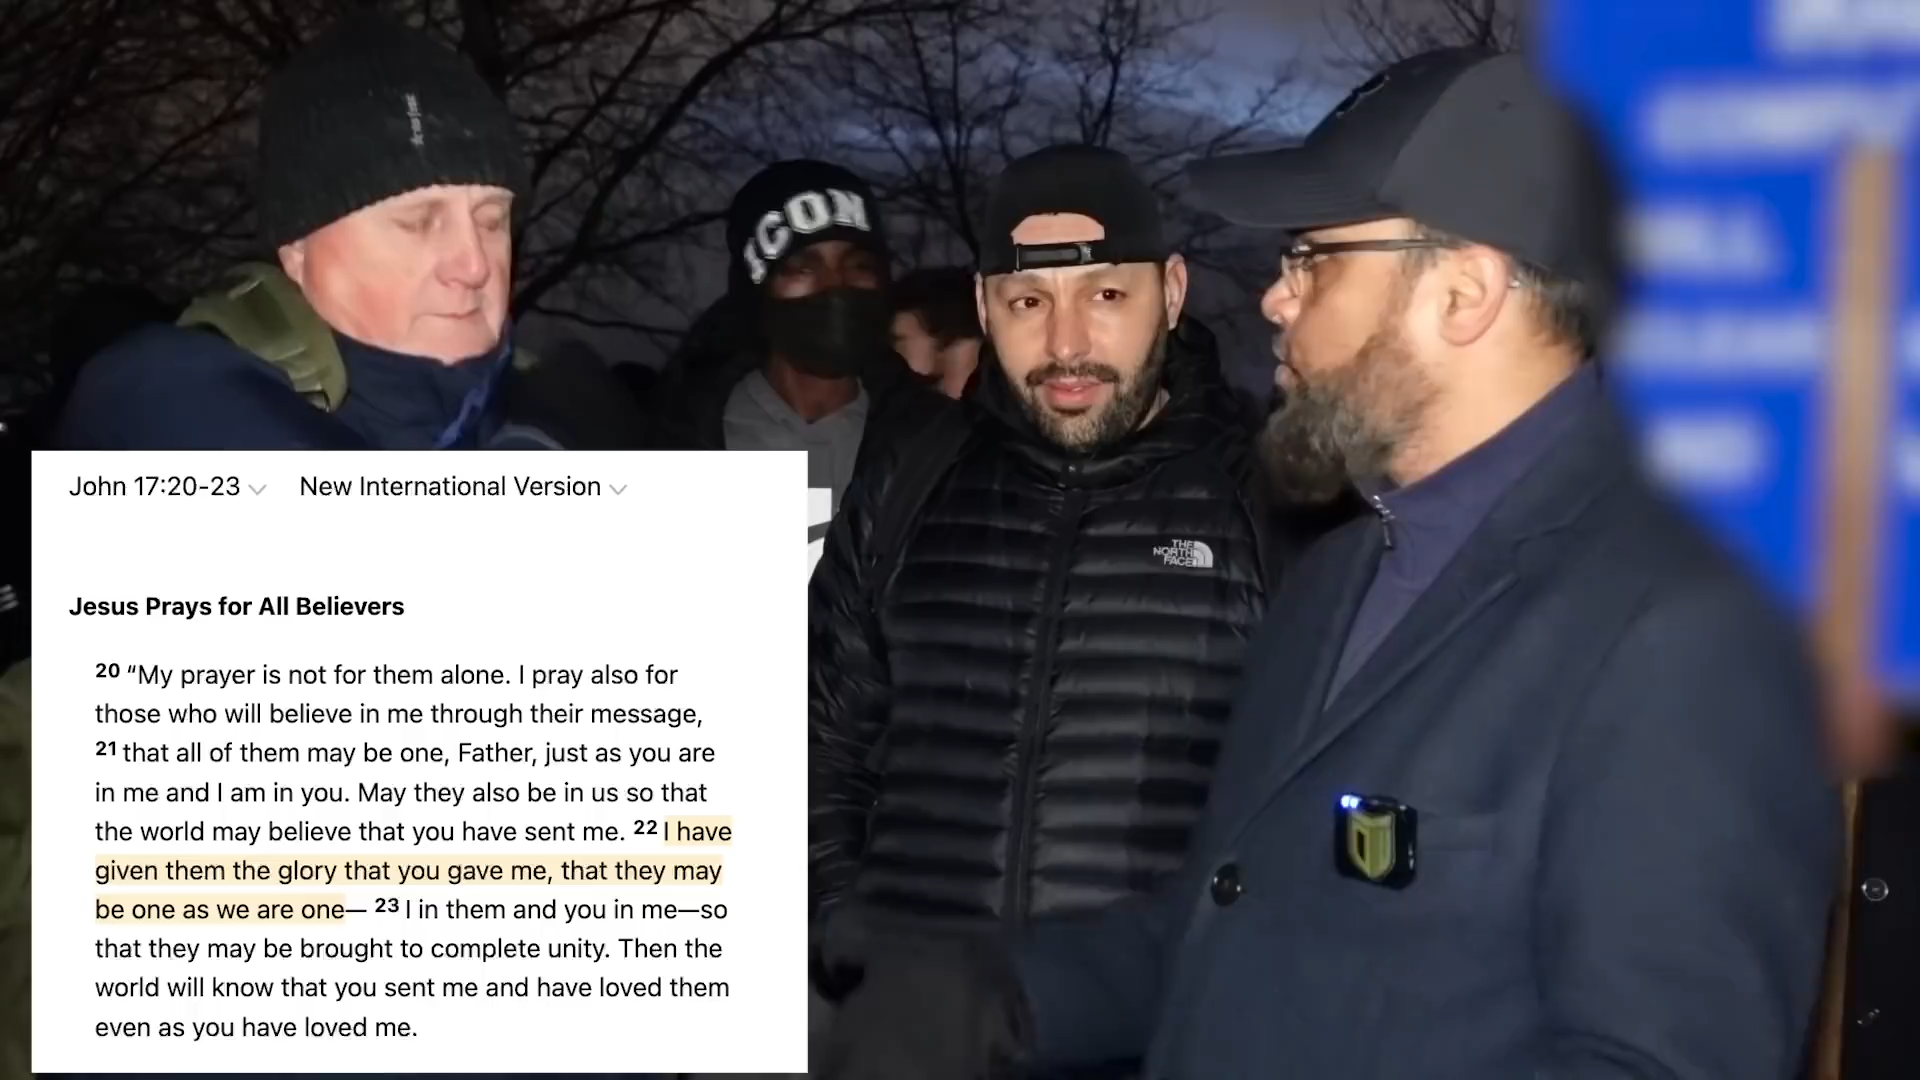 ICON
THE
NORTH
FACE
John 17:20-23 New International Version
Jesus Prays for All Believers
20 “My prayer is not for them alone. I pray also for
those who will believe in me through their message,
21 that all of them may be one, Father, just as you are
in me and I am in you. May they also be in us so that
the world may believe that you have sent me. 22 I have
given them the glory that you gave me, that they may
be one as we are one— 23 I in them and you in me—so
that they may be brought to complete unity. Then the
world will know that you sent me and have loved them
even as you have loved me.